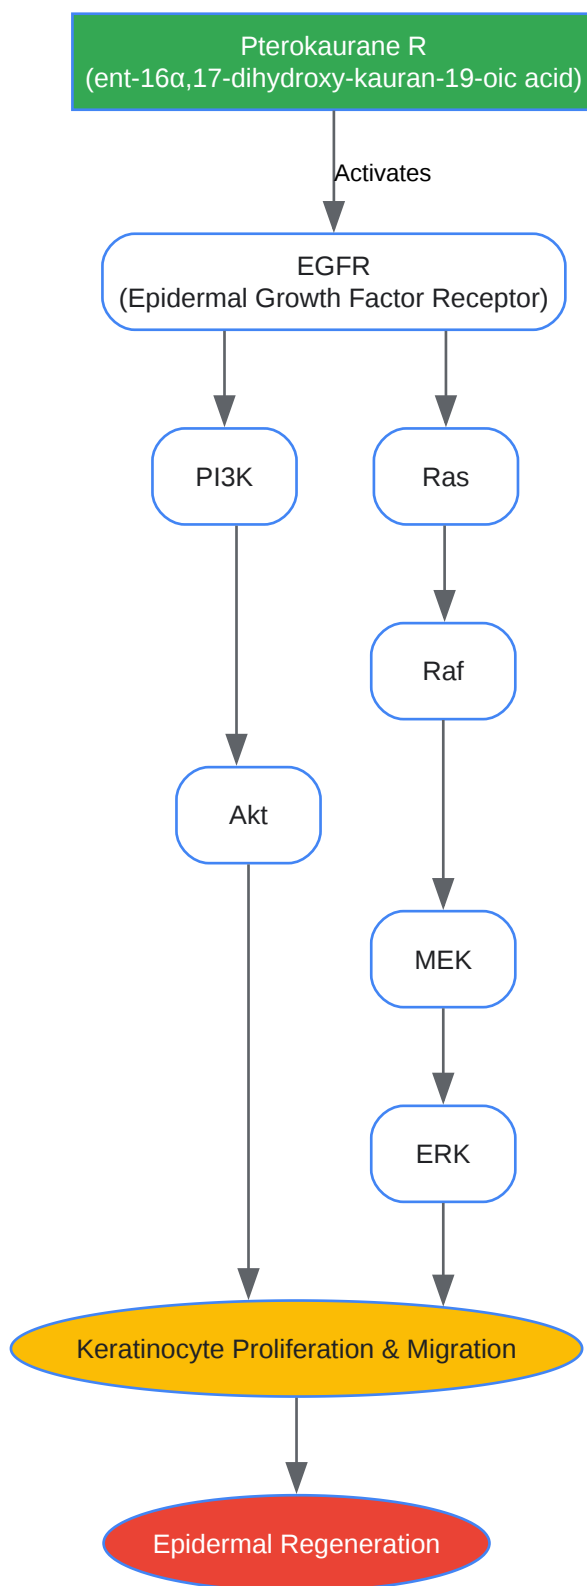 Pterokaurane R
(ent-16α,17-dihydroxy-kauran-19-oic acid)
Activates
EGFR
(Epidermal Growth Factor Receptor)
PI3K
Ras
Raf
Akt
MEK
ERK
Keratinocyte Proliferation & Migration
Epidermal Regeneration